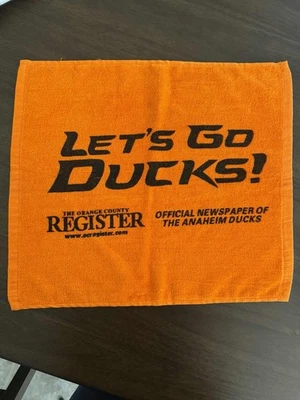 LET'S GO
DUCKS!
THE ORANGE COUNTY
REGISTER
www.ocregister.com
OFFICIAL NEWSPAPER OF
THE ANAHEIM DUCKS